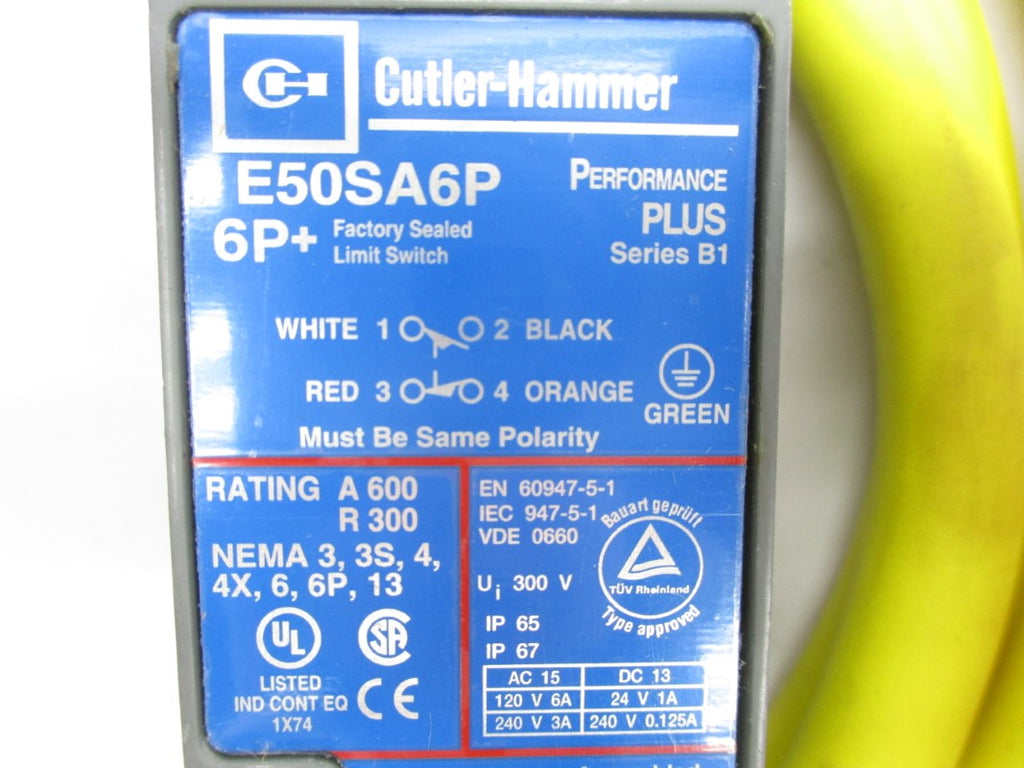 CH Cutler-Hammer
E50SA6P
6P+ Factory Sealed
Limit Switch
PERFORMANCE
PLUS
Series B1
WHITE 1 2 BLACK
RED 3 4 ORANGE
GREEN
Must Be Same Polarity
RATING A 600
R 300
NEMA 3, 3S, 4,
4X, 6, 6P, 13
UL
SA
LISTED
IND CONT EQ
1X74
CE
EN 60947-5-1
IEC 947-5-1
VDE 0660
Ui 300 V
IP 65
IP 67
Bauart geprüft
TÜV Rheinland
Type approved
AC 15 DC 13
120 V 6A 24 V 1A
240 V 3A 240 V 0.125A